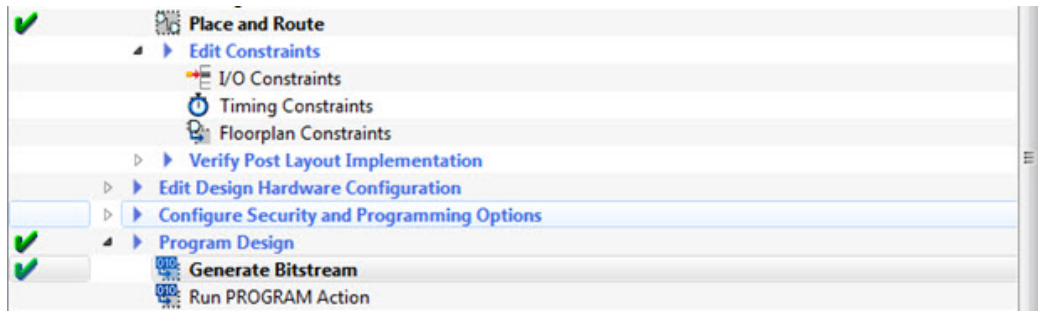 Place and Route
Edit Constraints
I/O Constraints
Timing Constraints
Floorplan Constraints
Verify Post Layout Implementation
Edit Design Hardware Configuration
Configure Security and Programming Options
Program Design
Generate Bitstream
Run PROGRAM Action